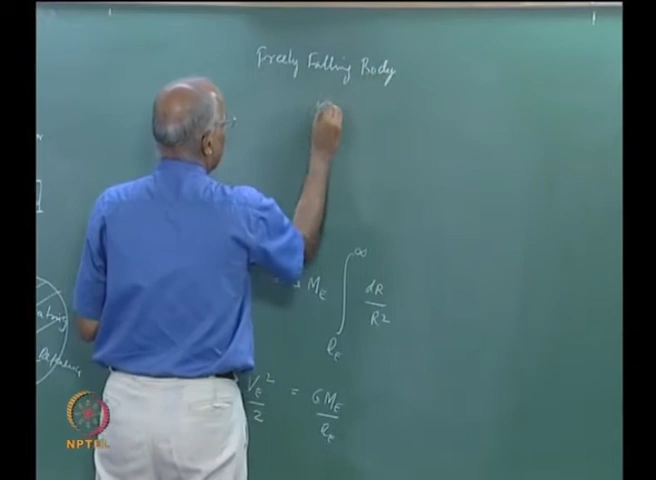 Freely Falling Body
M_E ∫_{R_E}^{∞} dR/R²
V_E²/2 = GM_E/R_E
NPTEL